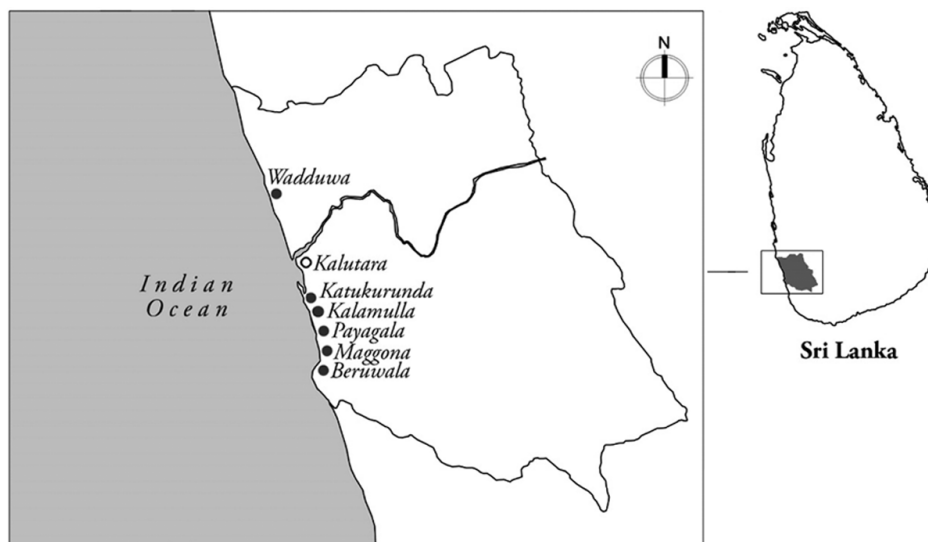 N
Wadduwa
Kalutara
Indian
Ocean
Katukurunda
Kalamulla
Payagala
Maggona
Beruwala
Sri Lanka